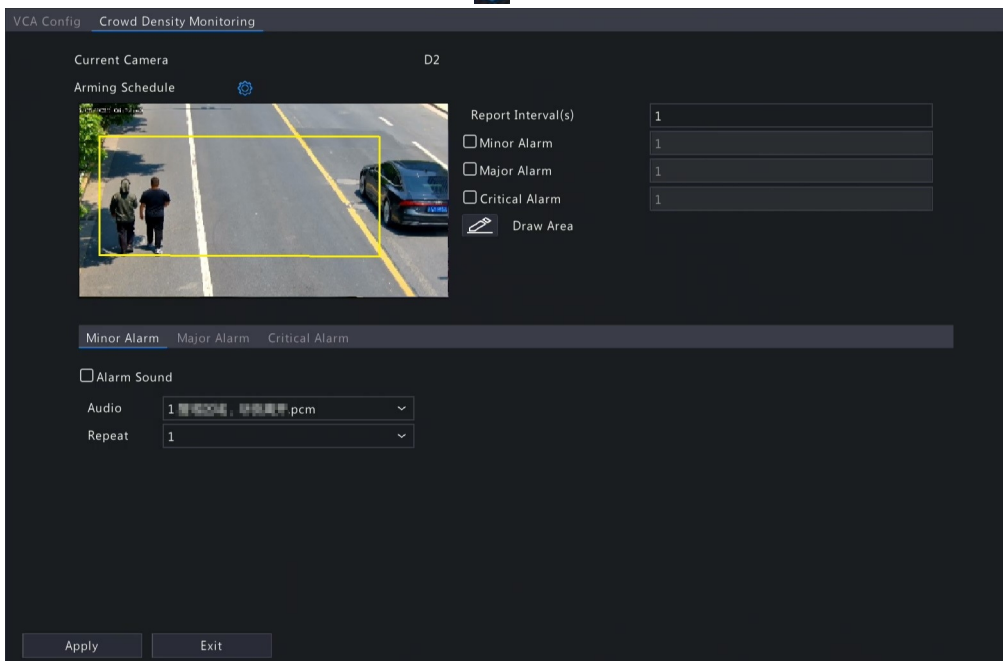 VCA Config Crowd Density Monitoring
Current Camera D2
Arming Schedule
Report Interval(s) 1
Minor Alarm 1
Major Alarm 1
Critical Alarm 1
Draw Area
Minor Alarm Major Alarm Critical Alarm
Alarm Sound
Audio 1 .pcm
Repeat 1
Apply Exit